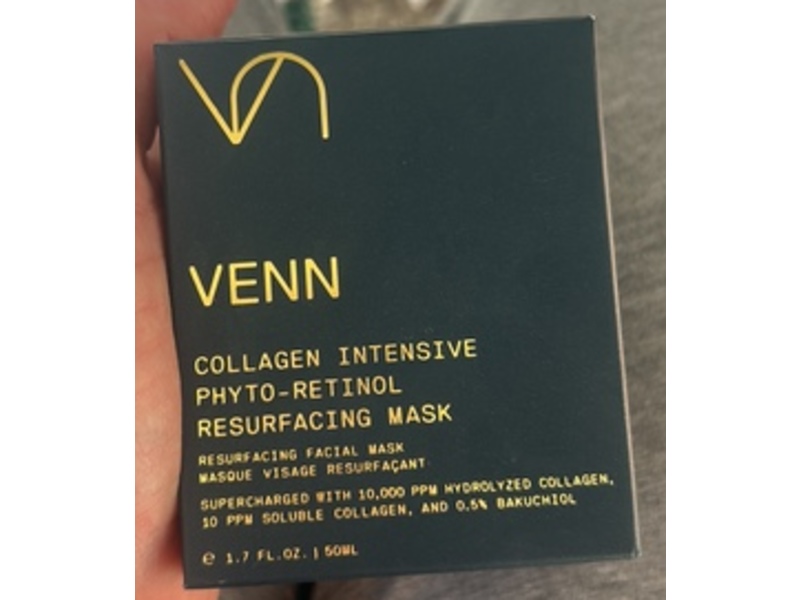 VENN
COLLAGEN INTENSIVE
PHYTO-RETINOL
RESURFACING MASK
RESURFACING FACIAL MASK
MASQUE VISAGE RESURFAÇANT
SUPERCHARGED WITH 10,000 PPM HYDROLYZED COLLAGEN,
10 PPM SOLUBLE COLLAGEN, AND 0.5% BAKUCHIOL
℮ 1.7 FL.OZ. | 50ML